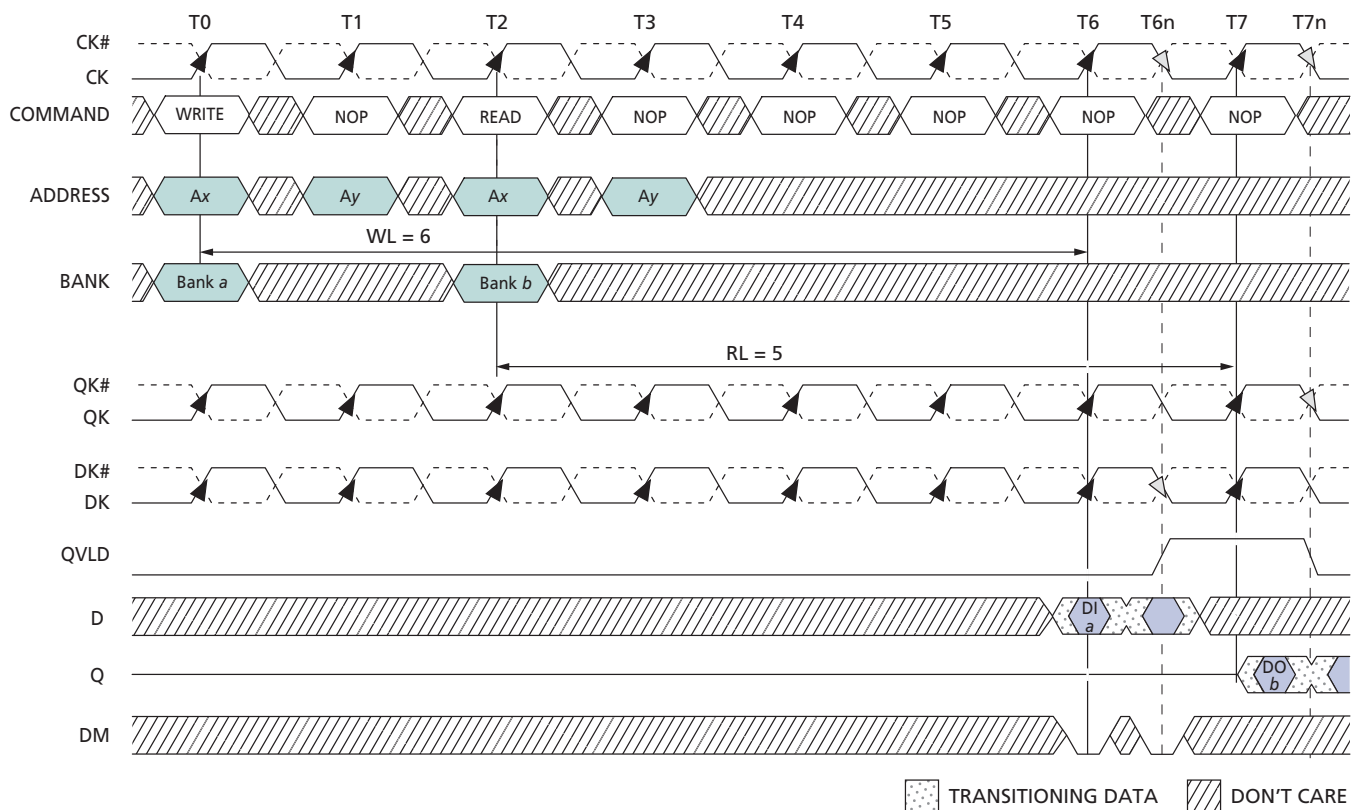 T0 T1 T2 T3 T4 T5 T6 T6n T7 T7n
CK#
CK
COMMAND WRITE NOP READ NOP NOP NOP NOP NOP
ADDRESS Ax Ay Ax Ay
WL = 6
BANK Bank a Bank b
RL = 5
QK#
QK
DK#
DK
QVLD
D DI a
Q DO b
DM
TRANSITIONING DATA DON'T CARE